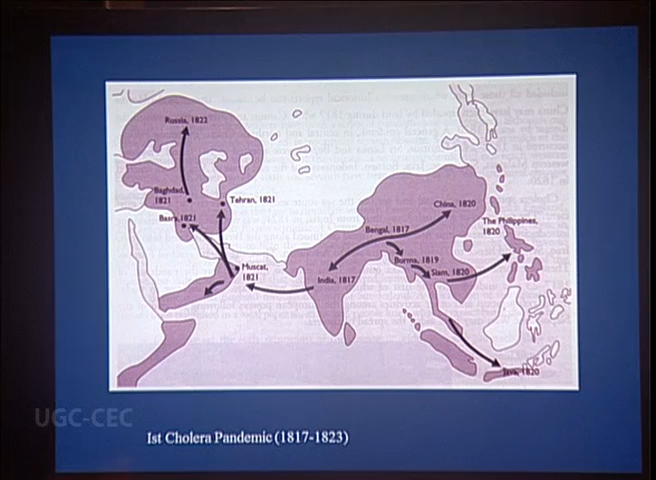 Russia, 1822
Baghdad,
1821
Tehran, 1821
Basra, 1821
Muscat,
1821
India, 1817
Bengal, 1817
China, 1820
Burma, 1819
Siam, 1820
The Philippines,
1820
Java, 1820
UGC-CEC
Ist Cholera Pandemic (1817-1823)